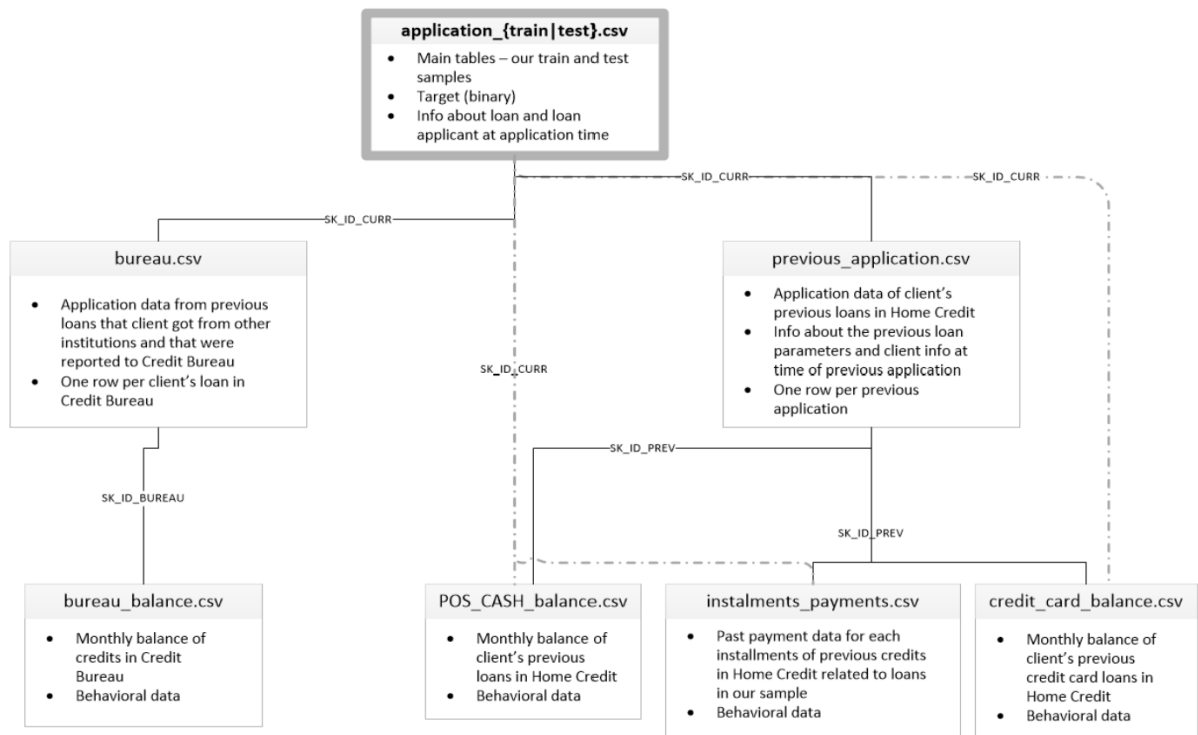 application_{train|test}.csv
• Main tables – our train and test
samples
• Target (binary)
• Info about loan and loan
applicant at application time
SK_ID_CURR
SK_ID_CURR
SK_ID_CURR
bureau.csv
• Application data from previous
loans that client got from other
institutions and that were
reported to Credit Bureau
• One row per client's loan in
Credit Bureau
previous_application.csv
• Application data of client's
previous loans in Home Credit
• Info about the previous loan
parameters and client info at
time of previous application
• One row per previous
application
SK_ID_CURR
SK_ID_PREV
SK_ID_BUREAU
SK_ID_PREV
bureau_balance.csv
• Monthly balance of
credits in Credit
Bureau
• Behavioral data
POS_CASH_balance.csv
• Monthly balance of
client's previous
loans in Home Credit
• Behavioral data
instalments_payments.csv
• Past payment data for each
installments of previous credits
in Home Credit related to loans
in our sample
• Behavioral data
credit_card_balance.csv
• Monthly balance of
client's previous
credit card loans in
Home Credit
• Behavioral data